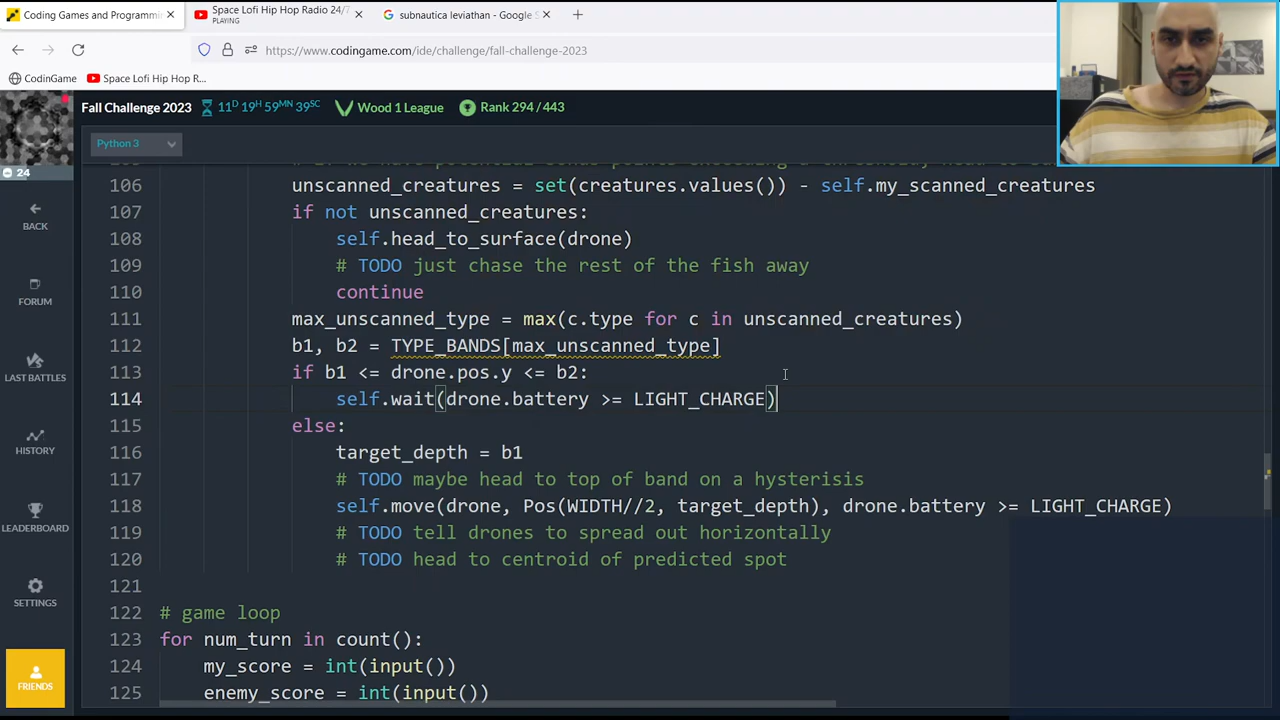 Coding Games and Programmi
Space Lofi Hip Hop Radio 24/7
PLAYING
subnautica leviathan - Google S
https://www.codingame.com/ide/challenge/fall-challenge-2023
CodinGame
Space Lofi Hip Hop R...
Fall Challenge 2023
11D 19H 59MN 39SC
Wood 1 League
Rank 294 / 443
Python 3
24
BACK
FORUM
LAST BATTLES
HISTORY
LEADERBOARD
SETTINGS
FRIENDS
106 unscanned_creatures = set(creatures.values()) - self.my_scanned_creatures
107 if not unscanned_creatures:
108 self.head_to_surface(drone)
109 # TODO just chase the rest of the fish away
110 continue
111 max_unscanned_type = max(c.type for c in unscanned_creatures)
112 b1, b2 = TYPE_BANDS[max_unscanned_type]
113 if b1 <= drone.pos.y <= b2:
114 self.wait(drone.battery >= LIGHT_CHARGE)
115 else:
116 target_depth = b1
117 # TODO maybe head to top of band on a hysterisis
118 self.move(drone, Pos(WIDTH//2, target_depth), drone.battery >= LIGHT_CHARGE)
119 # TODO tell drones to spread out horizontally
120 # TODO head to centroid of predicted spot
121
122 # game loop
123 for num_turn in count():
124 my_score = int(input())
125 enemy_score = int(input())